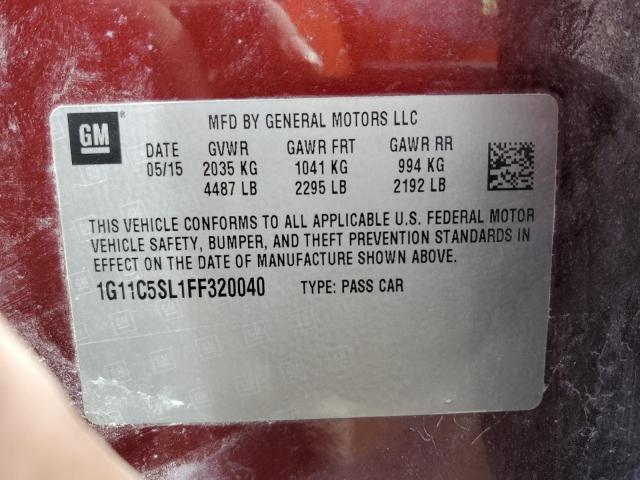 GM ®
MFD BY GENERAL MOTORS LLC
DATE GVWR GAWR FRT GAWR RR
05/15 2035 KG 1041 KG 994 KG
4487 LB 2295 LB 2192 LB
THIS VEHICLE CONFORMS TO ALL APPLICABLE U.S. FEDERAL MOTOR
VEHICLE SAFETY, BUMPER, AND THEFT PREVENTION STANDARDS IN
EFFECT ON THE DATE OF MANUFACTURE SHOWN ABOVE.
1G11C5SL1FF320040 TYPE: PASS CAR